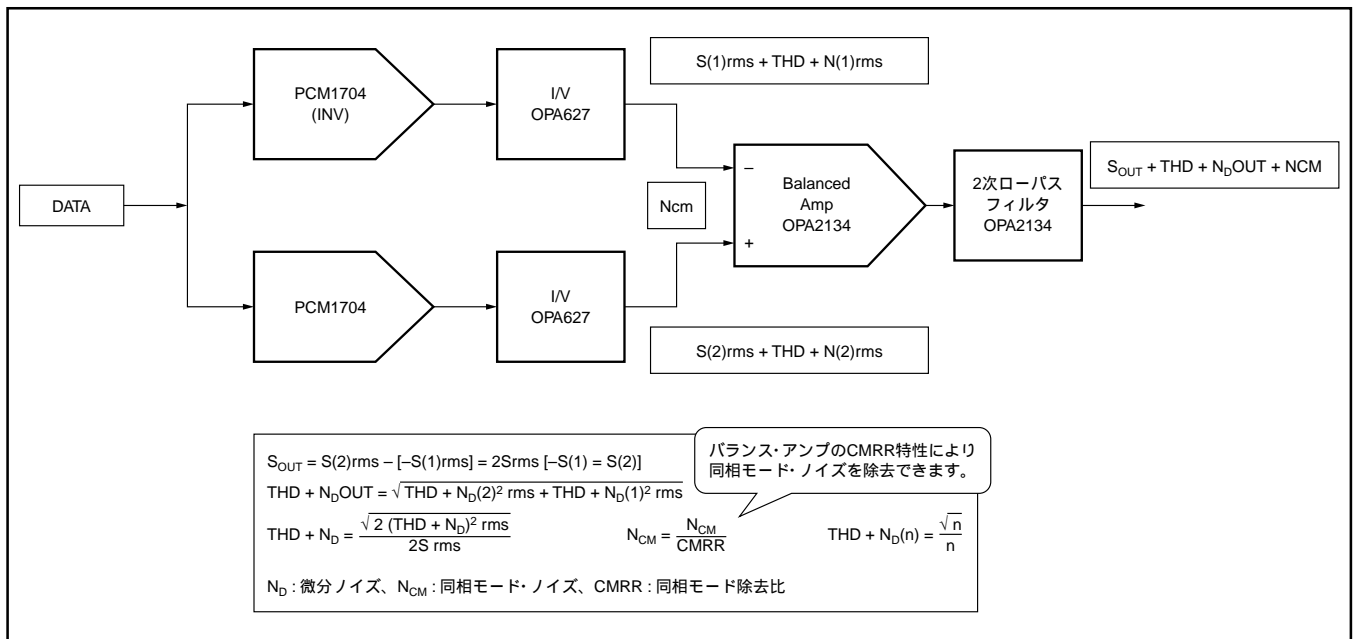 S(1)rms + THD + N(1)rms
PCM1704
(INV)
I/V
OPA627
DATA
Ncm
−
+
Balanced
Amp
OPA2134
2次ローパス
フィルタ
OPA2134
S_OUT + THD + N_DOUT + NCM
PCM1704
I/V
OPA627
S(2)rms + THD + N(2)rms
S_OUT = S(2)rms – [–S(1)rms] = 2Srms [–S(1) = S(2)]
バランス・アンプのCMRR特性により
同相モード・ノイズを除去できます。
THD + N_DOUT = √THD + N_D(2)² rms + THD + N_D(1)² rms
THD + N_D = √2 (THD + N_D)² rms / 2S rms
N_CM = N_CM / CMRR
THD + N_D(n) = √n / n
N_D : 微分ノイズ、N_CM : 同相モード・ノイズ、CMRR : 同相モード除去比